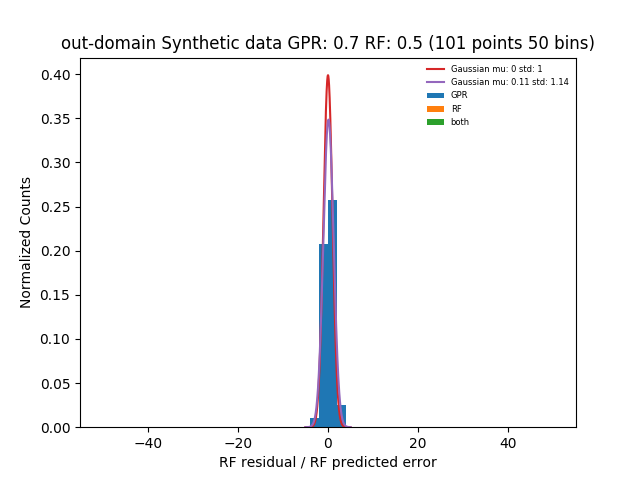 out-domain Synthetic data GPR: 0.7 RF: 0.5 (101 points 50 bins)
Normalized Counts
0.40
0.35
0.30
0.25
0.20
0.15
0.10
0.05
0.00
Gaussian mu: 0 std: 1
Gaussian mu: 0.11 std: 1.14
GPR
RF
both
−40 −20 0 20 40
RF residual / RF predicted error